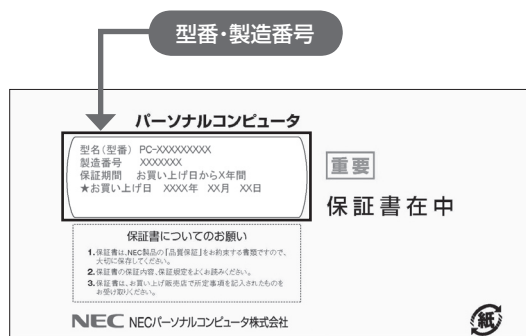 型番・製造番号
パーソナルコンピュータ
型名(型番) PC-XXXXXXXXX
製造番号 XXXXXXX
保証期間 お買い上げ日からX年間
★お買い上げ日 XXXX年 XX月 XX日
重要
保証書在中
保証書についてのお願い
1.保証書は、NEC製品の「品質保証」をお約束する書類ですので、
大切に保存してください。
2.保証書の保証内容、保証規定をよくお読みください。
3.保証書は、お買い上げ販売店で所定事項を記入されたものを
お受け取りください。
NEC NECパーソナルコンピュータ株式会社
紙